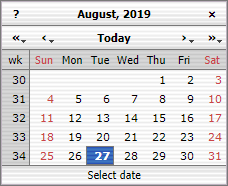 ? August, 2019 ×
« ‹ Today › »
wk Sun Mon Tue Wed Thu Fri Sat
30 1 2 3
31 4 5 6 7 8 9 10
32 11 12 13 14 15 16 17
33 18 19 20 21 22 23 24
34 25 26 27 28 29 30 31
Select date